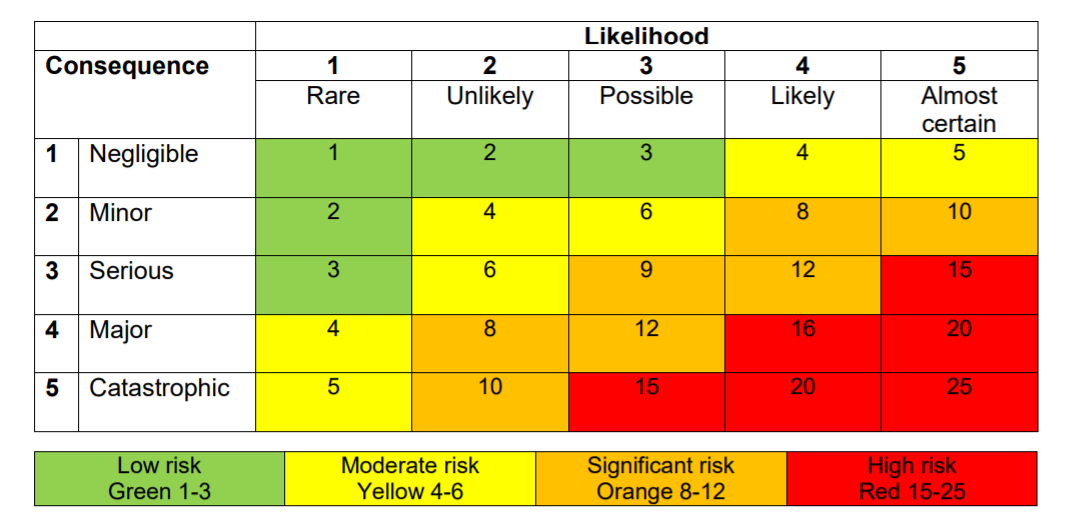 Likelihood
Consequence 1 2 3 4 5
Rare Unlikely Possible Likely Almost
certain
1 Negligible 1 2 3 4 5
2 Minor 2 4 6 8 10
3 Serious 3 6 9 12 15
4 Major 4 8 12 16 20
5 Catastrophic 5 10 15 20 25
Low risk Moderate risk Significant risk High risk
Green 1-3 Yellow 4-6 Orange 8-12 Red 15-25